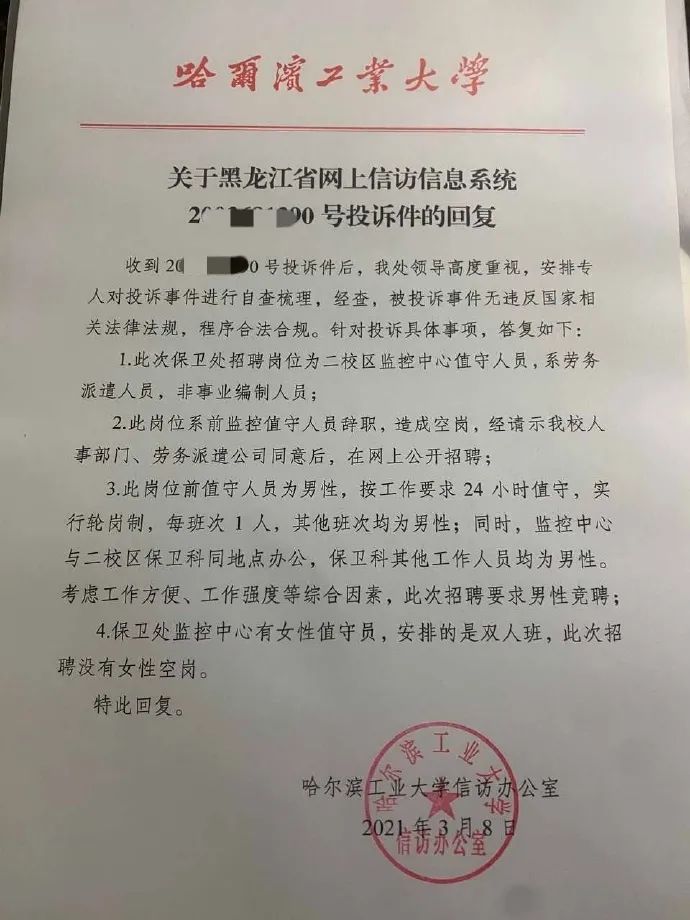 哈爾濱工業大學
关于黑龙江省网上信访信息系统
2 00 号投诉件的回复
收到 20 0 号投诉件后，我处领导高度重视，安排专
人对投诉事件进行自查梳理，经查，被投诉事件无违反国家相
关法律法规，程序合法合规。针对投诉具体事项，答复如下：
1.此次保卫处招聘岗位为二校区监控中心值守人员，系劳务
派遣人员，非事业编制人员；
2.此岗位系前监控值守人员辞职，造成空岗，经请示我校人
事部门、劳务派遣公司同意后，在网上公开招聘；
3.此岗位前值守人员为男性，按工作要求 24 小时值守，实
行轮岗制，每班次 1 人，其他班次均为男性；同时，监控中心
与二校区保卫科同地点办公，保卫科其他工作人员均为男性。
考虑工作方便、工作强度等综合因素，此次招聘要求男性竞聘；
4.保卫处监控中心有女性值守员，安排的是双人班，此次招
聘没有女性空岗。
特此回复。
哈尔滨工业大学信访办公室
2021 年 3 月 8 日
哈尔滨工业大学
信访办公室